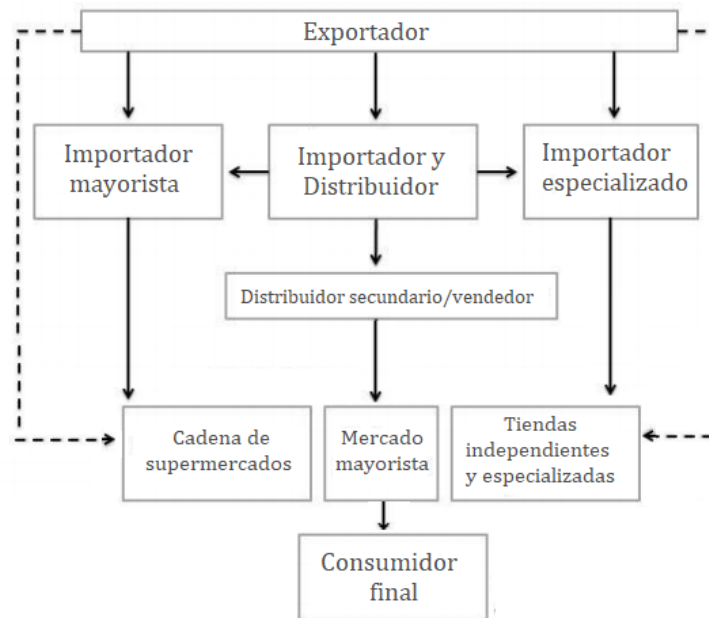 Exportador
Importador
mayorista
Importador y
Distribuidor
Importador
especializado
Distribuidor secundario/vendedor
Cadena de
supermercados
Mercado
mayorista
Tiendas
independientes
y especializadas
Consumidor
final